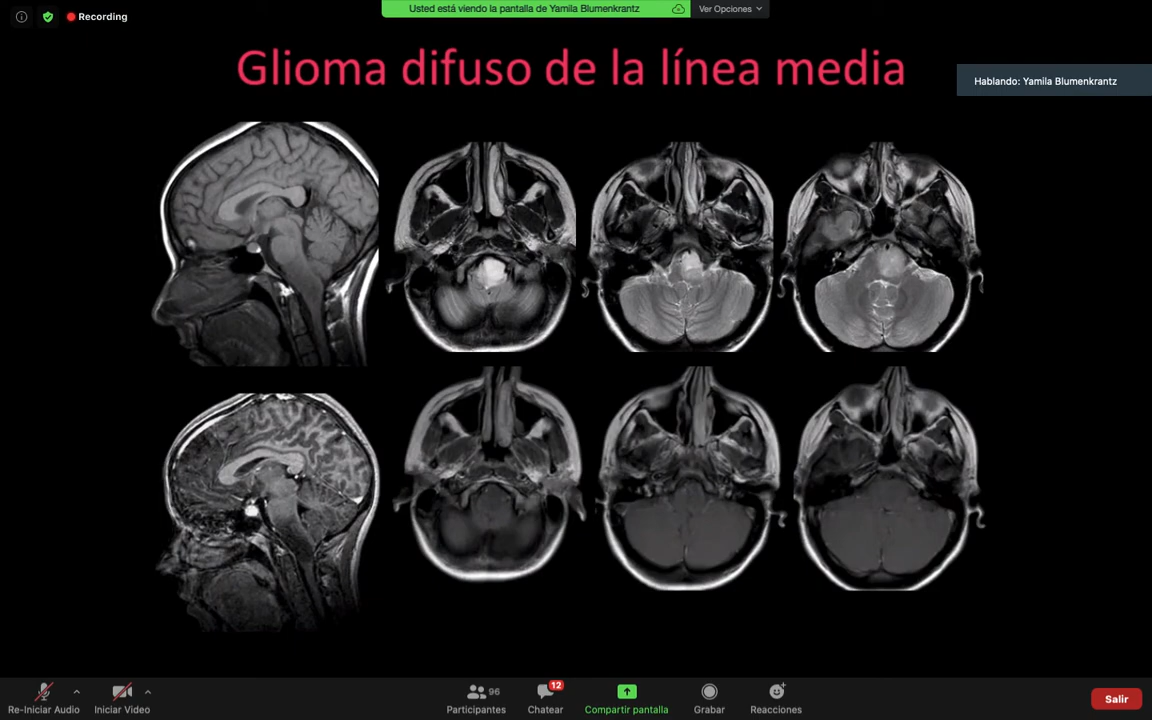 Recording
Usted está viendo la pantalla de Yamila Blumenkrantz
Ver Opciones
Glioma difuso de la línea media
Hablando: Yamila Blumenkrantz
Re-Iniciar Audio
Iniciar Video
96
Participantes
12
Chatear
Compartir pantalla
Grabar
Reacciones
Salir